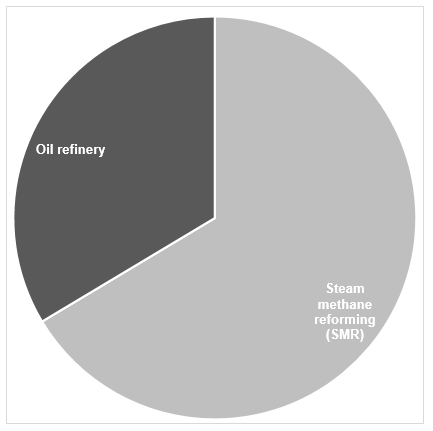 Oil refinery
Steam
methane
reforming
(SMR)